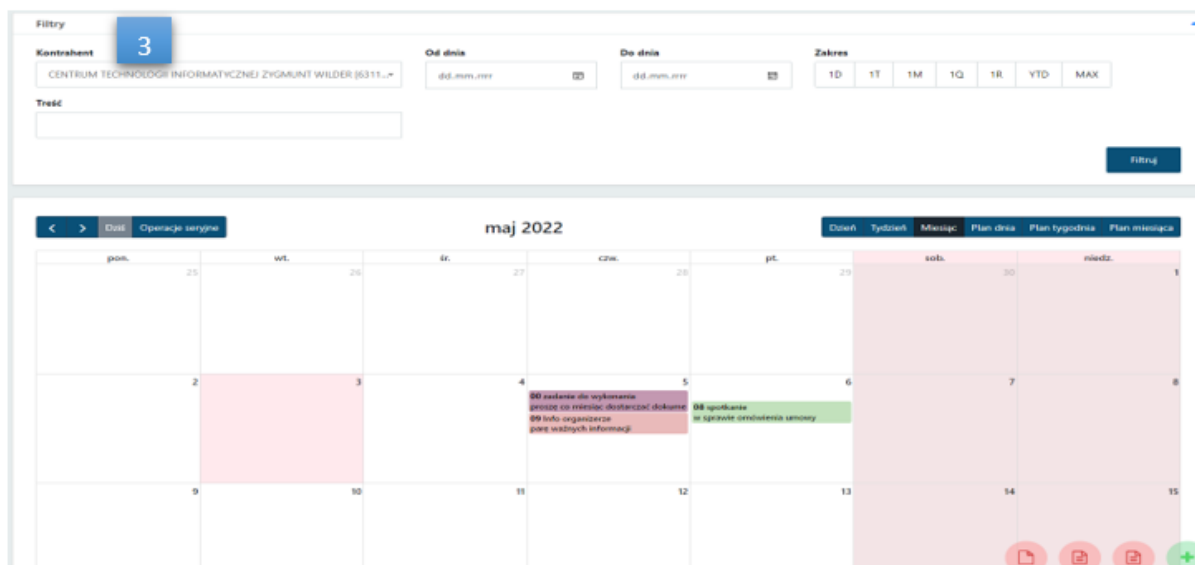 Filtry
3
Kontrahent Od dnia Do dnia Zakres
CENTRUM TECHNOLOGII INFORMATYCZNEJ ZYGMUNT WILDER (6311... dd.mm.rrrr dd.mm.rrrr 1D 1T 1M 1Q 1R YTD MAX
Treść
Filtruj
< > Dziś Operacje seryjne maj 2022 Dzień Tydzień Miesiąc Plan dnia Plan tygodnia Plan miesiąca
pon. wt. śr. czw. pt. sob. niedz.
25 26 27 28 29 30 1
2 3 4 5 6 7 8
00 zadanie do wykonania
proszę co miesiąc dostarczać dokume
09 Info organizerze
parę ważnych informacji
08 spotkanie
w sprawie omówienia umowy
9 10 11 12 13 14 15